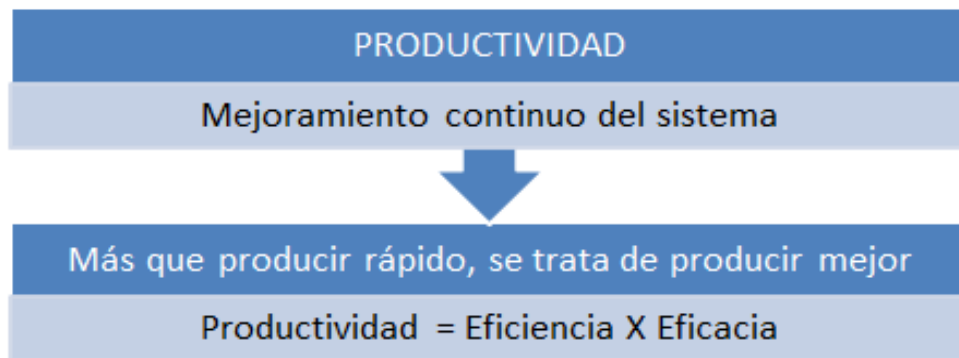 PRODUCTIVIDAD
Mejoramiento continuo del sistema
Más que producir rápido, se trata de producir mejor
Productividad = Eficiencia X Eficacia